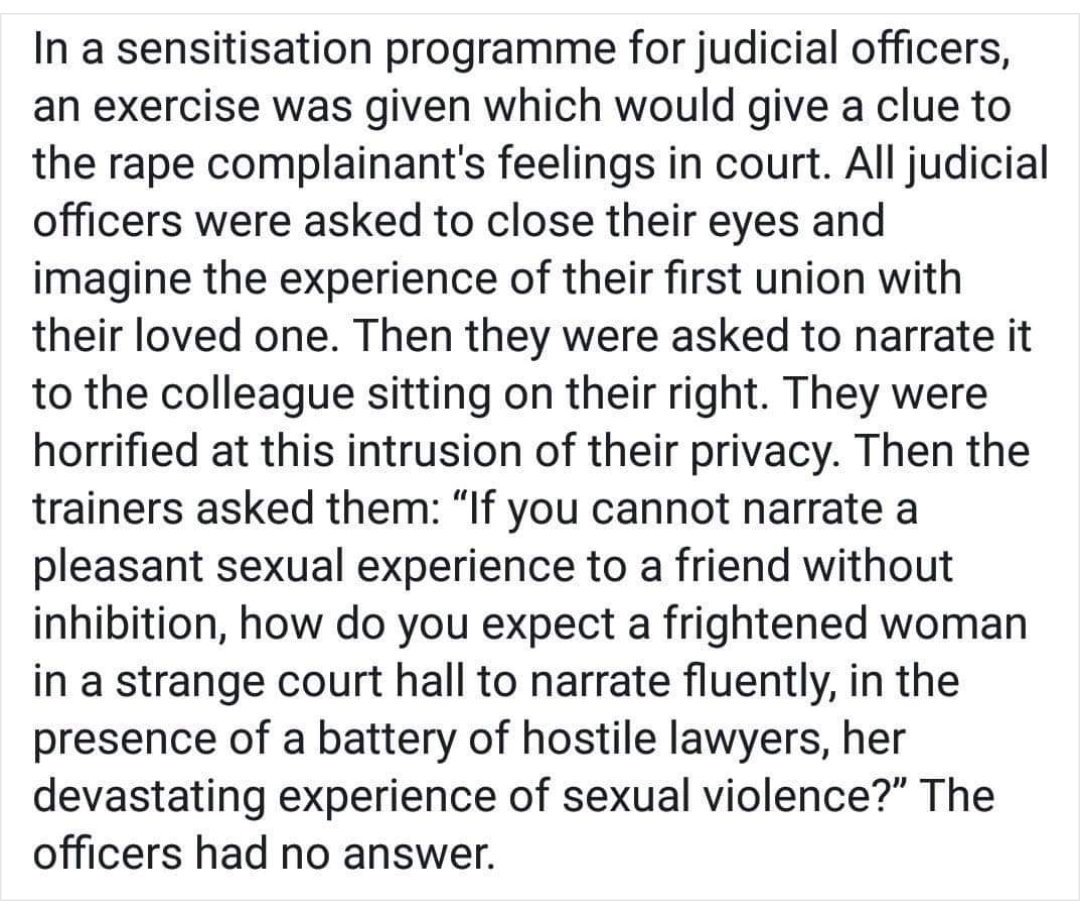 In a sensitisation programme for judicial officers,
an exercise was given which would give a clue to
the rape complainant's feelings in court. All judicial
officers were asked to close their eyes and
imagine the experience of their first union with
their loved one. Then they were asked to narrate it
to the colleague sitting on their right. They were
horrified at this intrusion of their privacy. Then the
trainers asked them: “If you cannot narrate a
pleasant sexual experience to a friend without
inhibition, how do you expect a frightened woman
in a strange court hall to narrate fluently, in the
presence of a battery of hostile lawyers, her
devastating experience of sexual violence?” The
officers had no answer.